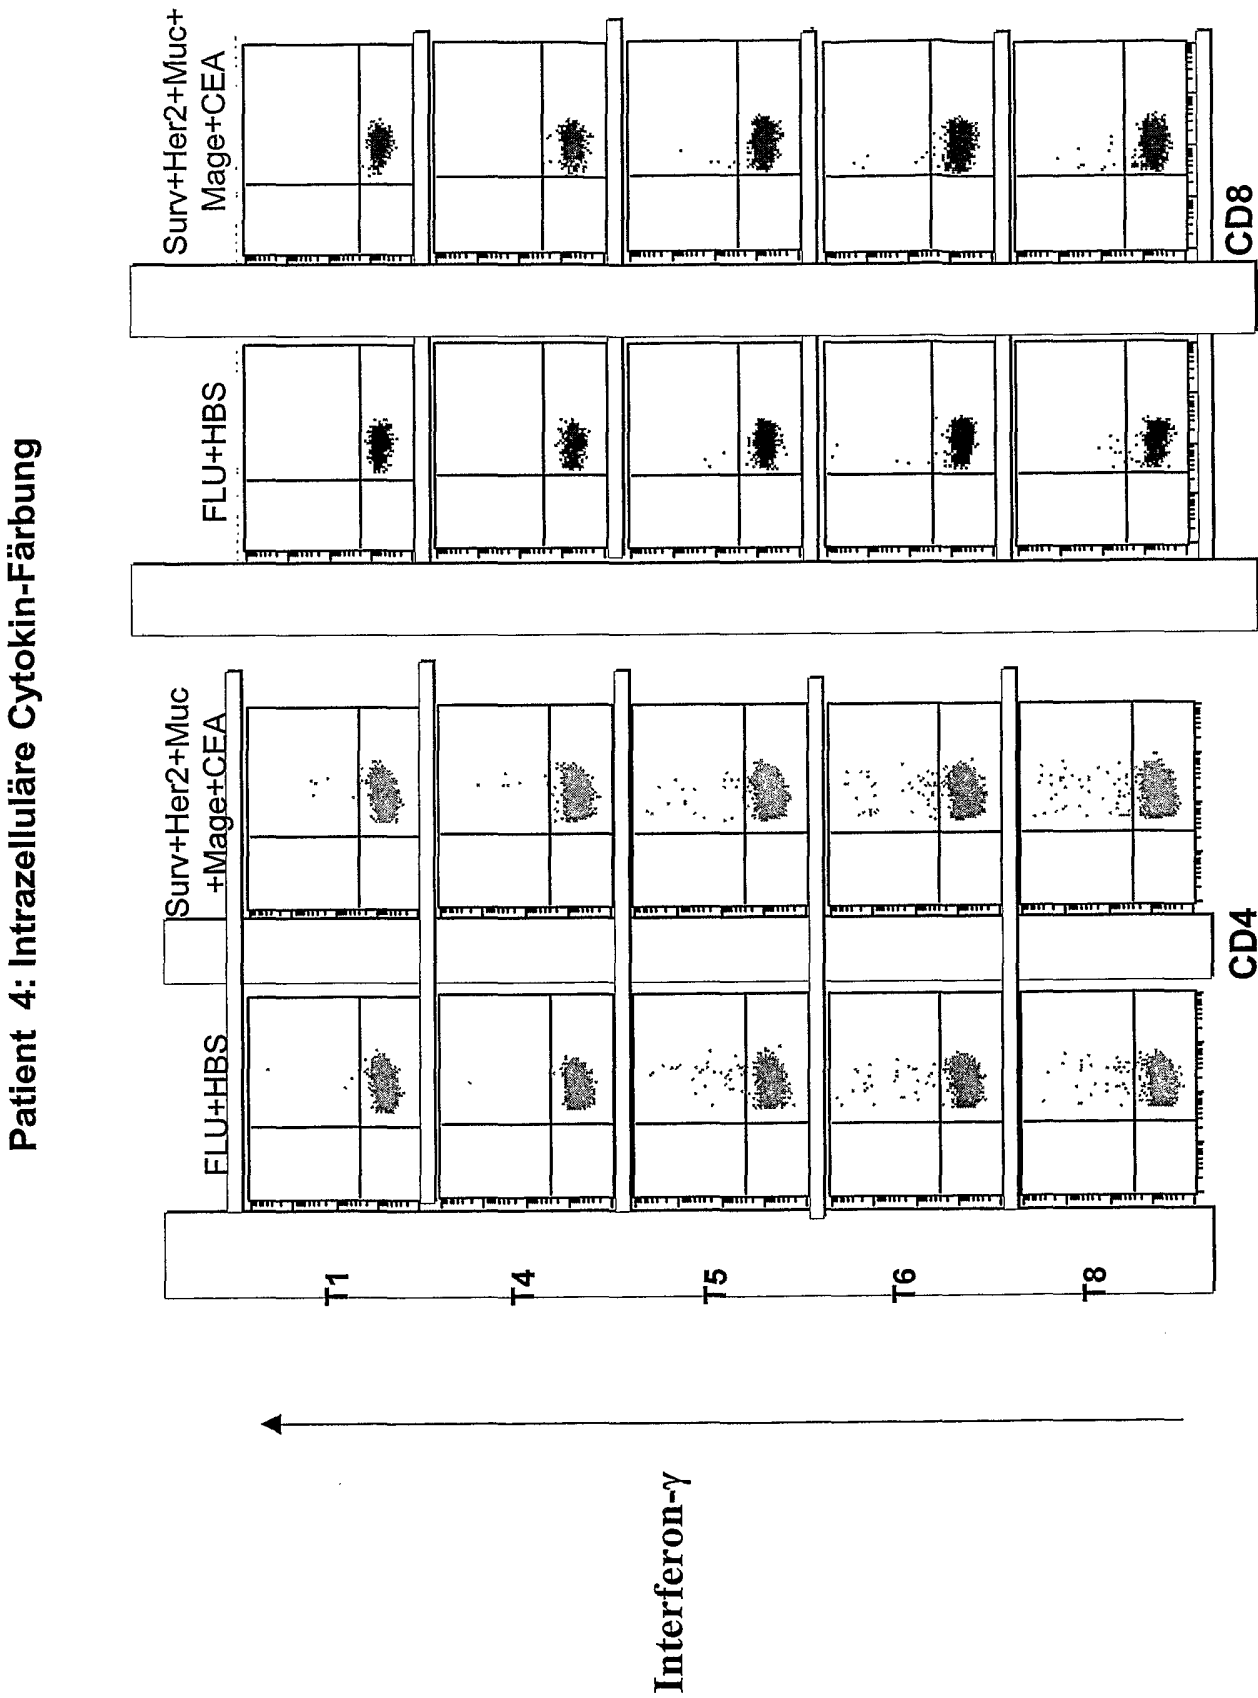 Patient 4: Intrazelluläre Cytokin-Färbung
FLU+HBS
Surv+Her2+Muc
+Mage+CEA
FLU+HBS
Surv+Her2+Muc+
Mage+CEA
T1
T4
T5
T6
T8
Interferon-γ
CD4
CD8